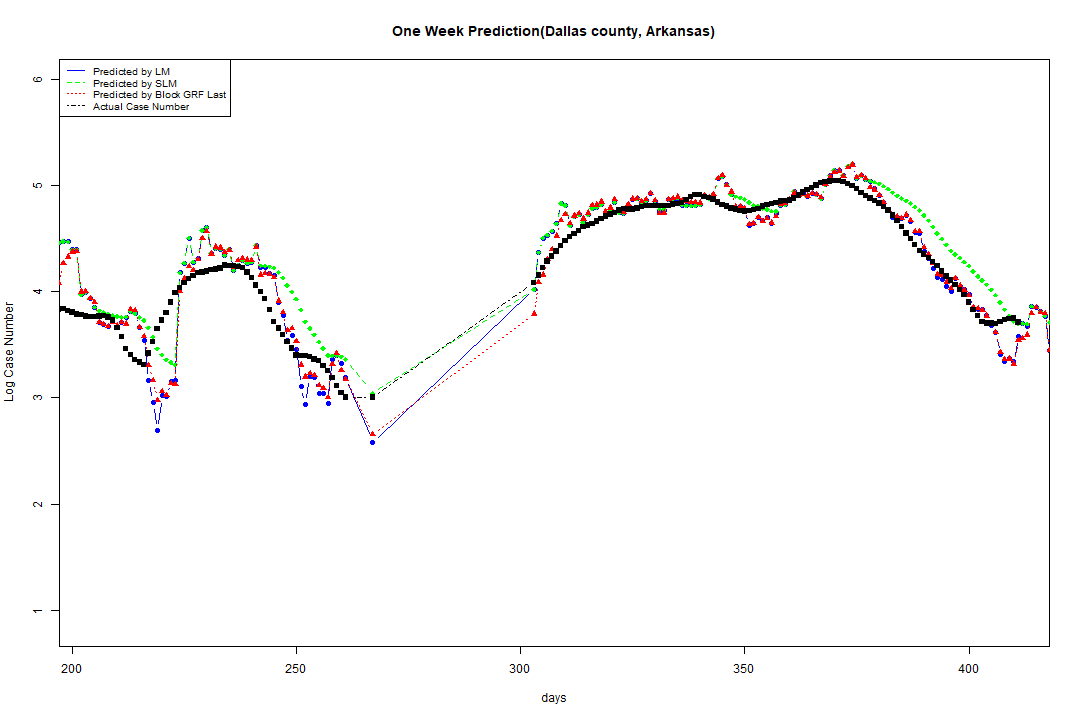 One Week Prediction(Dallas county, Arkansas)
Predicted by LM
Predicted by SLM
Predicted by Block GRF Last
Actual Case Number
6
5
4
3
2
1
Log Case Number
200
250
300
350
400
days